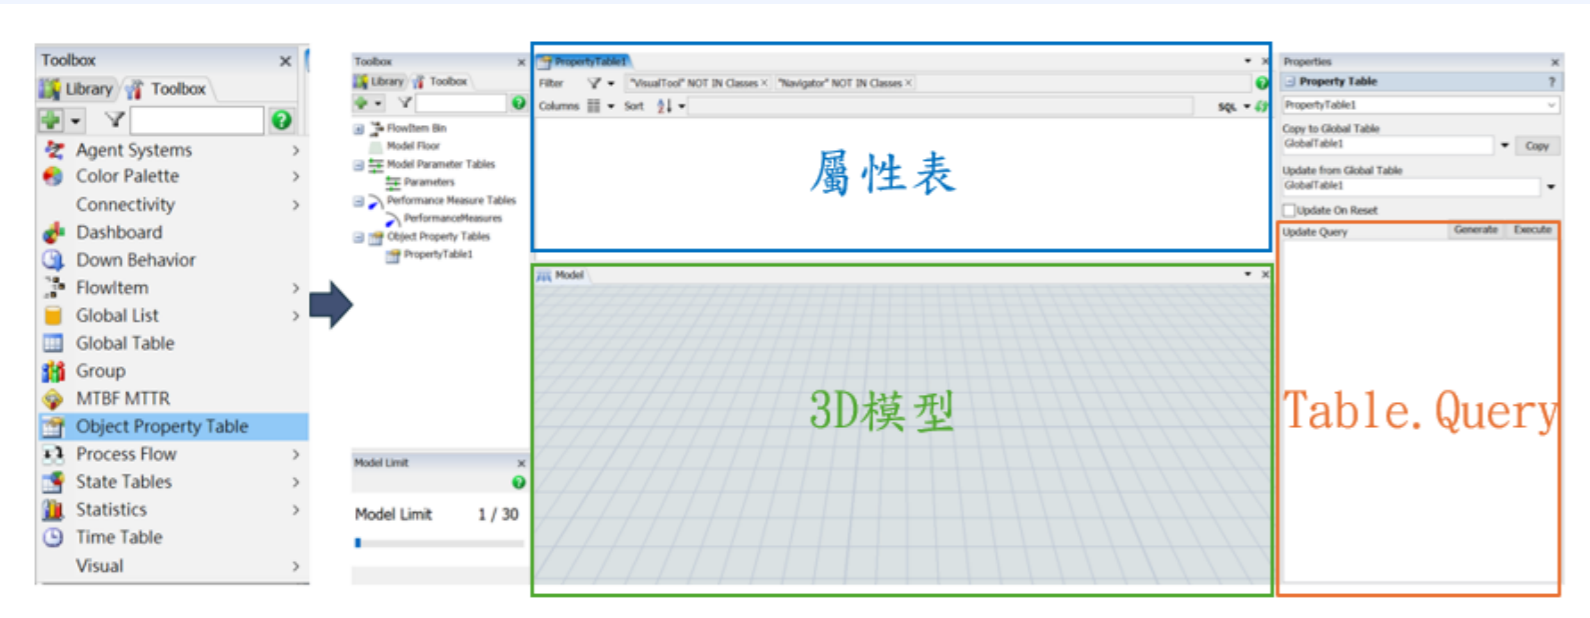 Toolbox
Library Toolbox
Agent Systems
Color Palette
Connectivity
Dashboard
Down Behavior
FlowItem
Global List
Global Table
Group
MTBF MTTR
Object Property Table
Process Flow
State Tables
Statistics
Time Table
Visual
Toolbox
Library Toolbox
FlowItem Bin
Model Floor
Model Parameter Tables
Parameters
Performance Measure Tables
PerformanceMeasures
Object Property Tables
PropertyTable1
Model Limit
Model Limit 1 / 30
PropertyTable1
Filter "VisualTool" NOT IN Classes × "Navigator" NOT IN Classes ×
Columns Sort SQL
屬性表
Model
3D模型
Properties
Property Table ?
PropertyTable1
Copy to Global Table
GlobalTable1 Copy
Update from Global Table
GlobalTable1
Update On Reset
Update Query Generate Execute
Table.Query